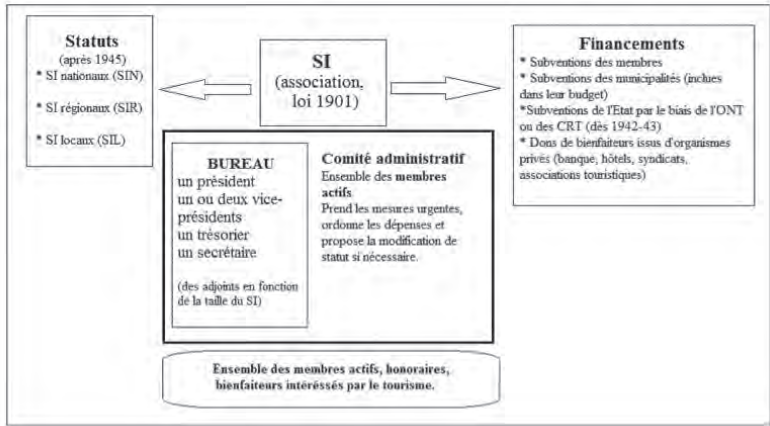 Statuts
(après 1945)
* SI nationaux (SIN)
* SI régionaux (SIR)
* SI locaux (SIL)
SI
(association,
loi 1901)
Financements
* Subventions des membres
* Subventions des municipalités (inclues
dans leur budget)
*Subventions de l'Etat par le biais de l'ONT
ou des CRT (dès 1942-43)
* Dons de bienfaiteurs issus d'organismes
privés (banque, hôtels, syndicats,
associations touristiques)
BUREAU
un président
un ou deux vice-
présidents
un trésorier
un secrétaire
(des adjoints en fonction
de la taille du SI)
Comité administratif
Ensemble des membres
actifs.
Prend les mesures urgentes,
ordonne les dépenses et
propose la modification de
statut si nécessaire.
Ensemble des membres actifs, honoraires,
bienfaiteurs intéréssés par le tourisme.